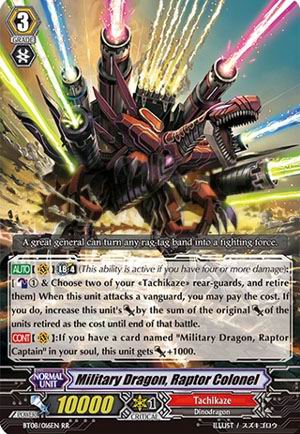 3
GRADE
A great general can turn any rag-tag band into a fighting force.
AUTO [V] LB 4 (This ability is active if you have four or more damage):
[ 1 & Choose two of your «Tachikaze» rear-guards, and
retire them] When this unit attacks a vanguard, you may pay the cost. If
you do, increase this unit's by the sum of the original of the
units retired as the cost until end of that battle.
CONT :If you have a card named "Military Dragon, Raptor
Captain" in your soul, this unit gets +1000.
NORMAL UNIT
Military Dragon, Raptor Colonel
10000
1
CRITICAL
Tachikaze
Dinodragon
BT08/016EN RR
ILLUST / スズキゴロウ